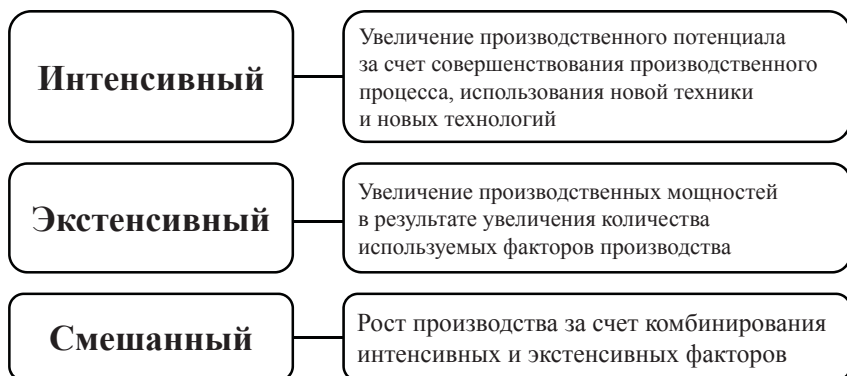 Интенсивный
Увеличение производственного потенциала
за счет совершенствования производственного
процесса, использования новой техники
и новых технологий
Экстенсивный
Увеличение производственных мощностей
в результате увеличения количества
используемых факторов производства
Смешанный
Рост производства за счет комбинирования
интенсивных и экстенсивных факторов